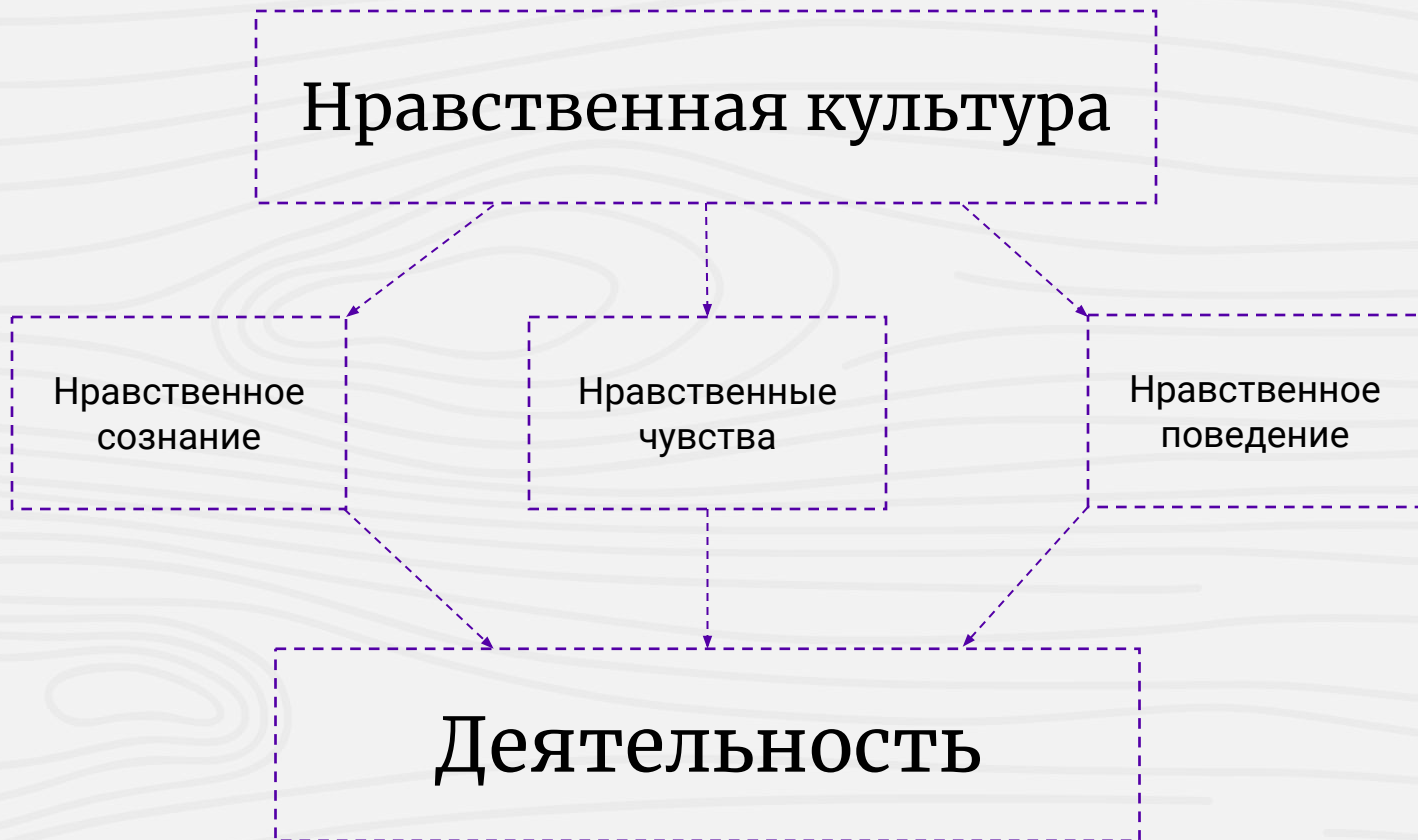 Нравственная культура
Нравственное
сознание
Нравственные
чувства
Нравственное
поведение
Деятельность